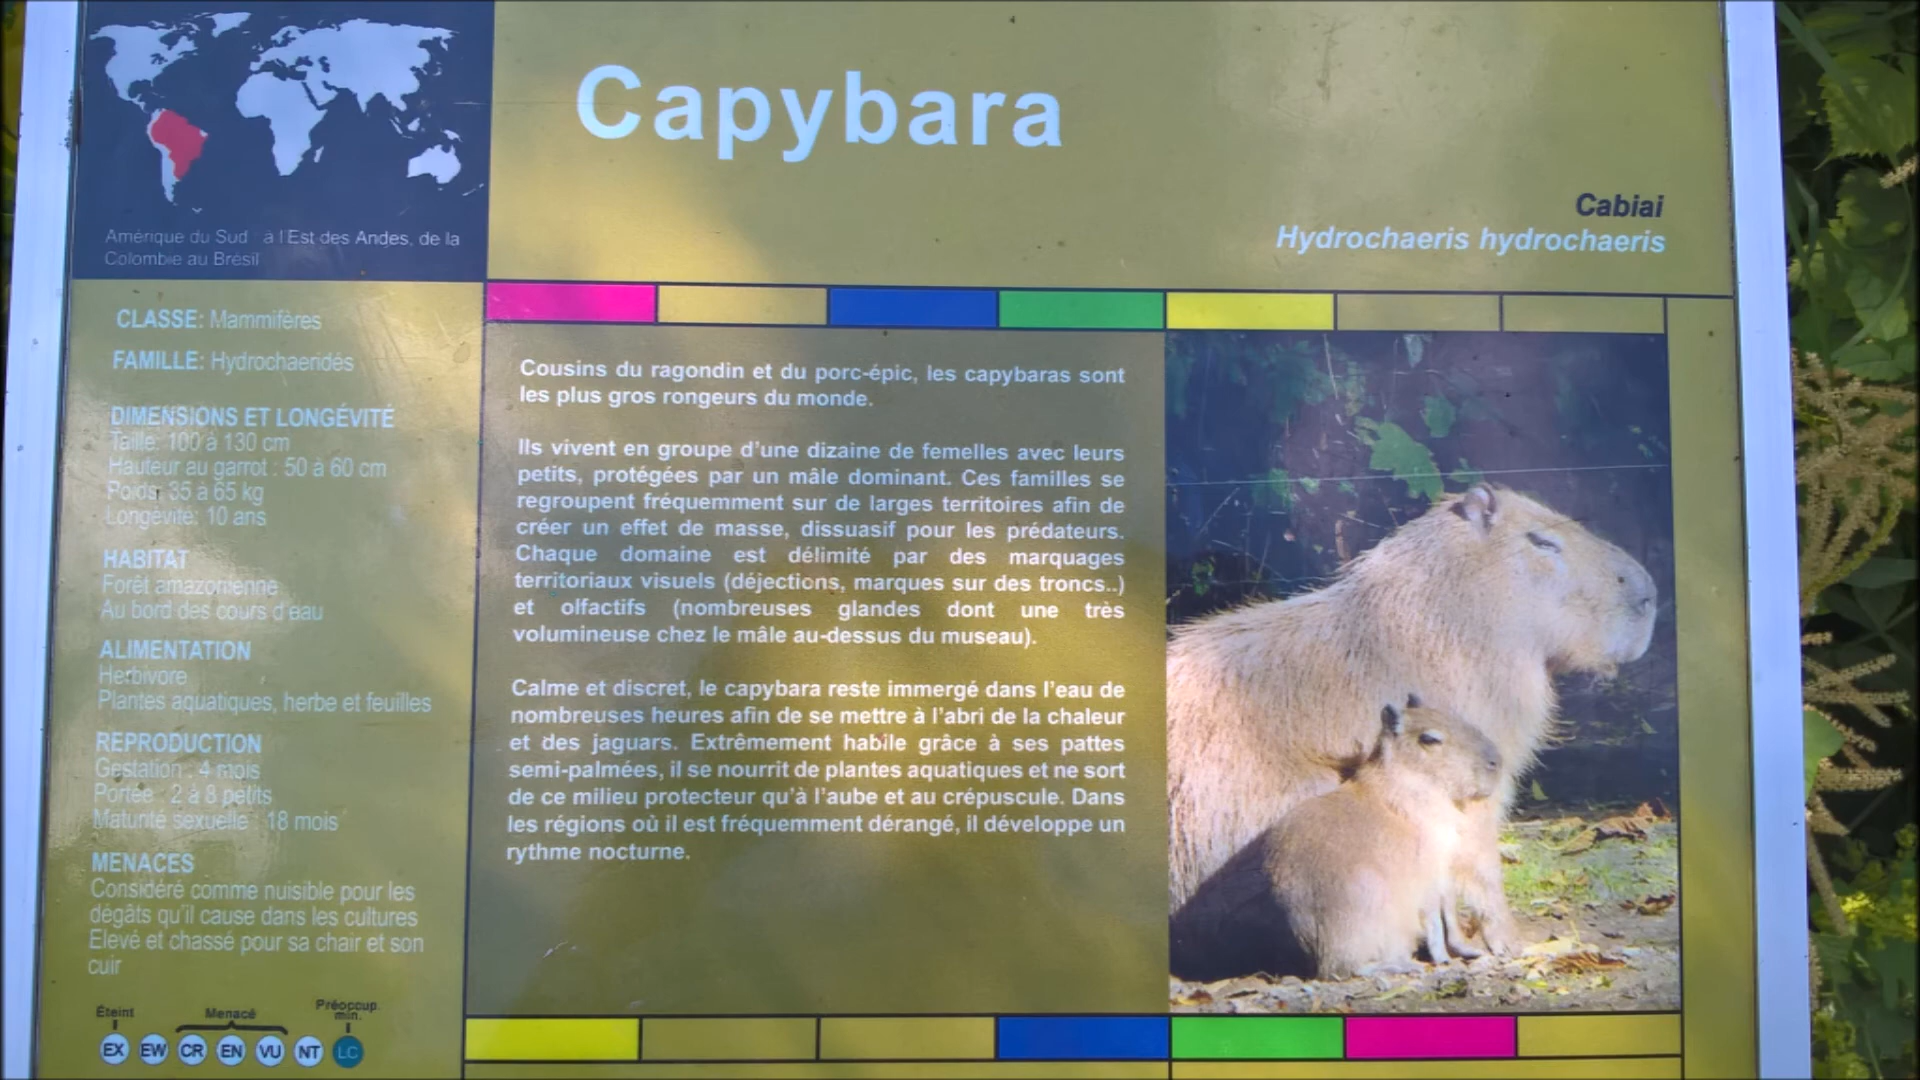 Capybara
Cabiai
Hydrochaeris hydrochaeris
Amérique du Sud : à l'Est des Andes, de la
Colombie au Brésil
CLASSE: Mammifères
FAMILLE: Hydrochaeridés
DIMENSIONS ET LONGÉVITÉ
Taille: 100 à 130 cm
Hauteur au garrot : 50 à 60 cm
Poids: 35 à 65 kg
Longévité: 10 ans
HABITAT
Forêt amazonienne
Au bord des cours d'eau
ALIMENTATION
Herbivore
Plantes aquatiques, herbe et feuilles
REPRODUCTION
Gestation : 4 mois
Portée : 2 à 8 petits
Maturité sexuelle : 18 mois
MENACES
Considéré comme nuisible pour les
dégâts qu'il cause dans les cultures
Elevé et chassé pour sa chair et son
cuir
Éteint
Menacé
Préoccup.
min.
EX EW CR EN VU NT LC
Cousins du ragondin et du porc-épic, les capybaras sont
les plus gros rongeurs du monde.
Ils vivent en groupe d'une dizaine de femelles avec leurs
petits, protégées par un mâle dominant. Ces familles se
regroupent fréquemment sur de larges territoires afin de
créer un effet de masse, dissuasif pour les prédateurs.
Chaque domaine est délimité par des marquages
territoriaux visuels (déjections, marques sur des troncs..)
et olfactifs (nombreuses glandes dont une très
volumineuse chez le mâle au-dessus du museau).
Calme et discret, le capybara reste immergé dans l'eau de
nombreuses heures afin de se mettre à l'abri de la chaleur
et des jaguars. Extrêmement habile grâce à ses pattes
semi-palmées, il se nourrit de plantes aquatiques et ne sort
de ce milieu protecteur qu'à l'aube et au crépuscule. Dans
les régions où il est fréquemment dérangé, il développe un
rythme nocturne.